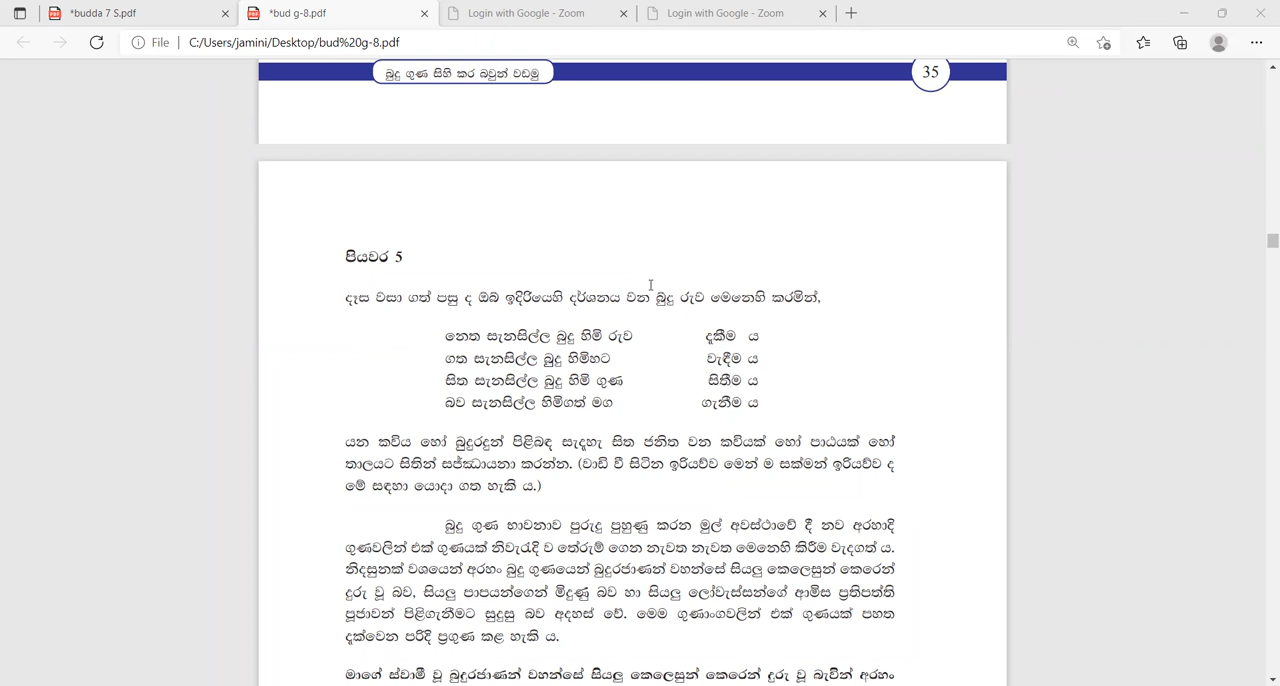 *budda 7 S.pdf
*bud g-8.pdf
Login with Google - Zoom
Login with Google - Zoom
File | C:/Users/jamini/Desktop/bud%20g-8.pdf
බුදු ගුණ සිහි කර බවුන් වඩමු
35
පියවර 5
දෑස වසා ගත් පසු ද ඔබ ඉදිරියෙහි දර්ශනය වන බුදු රුව මෙනෙහි කරමින්,
නෙත සැනසිල්ල බුදු හිමි රුව දැකීම ය
ගත සැනසිල්ල බුදු හිමිහට වැඳීම ය
සිත සැනසිල්ල බුදු හිමි ගුණ සිතීම ය
බව සැනසිල්ල හිමිගත් මග ගැනීම ය
යන කවිය හෝ බුදුරදුන් පිළිබඳ සැදැහැ සිත ජනිත වන කවියක් හෝ පාඨයක් හෝ
තාලයට සිතින් සජ්ඣායනා කරන්න. (වාඩි වී සිටින ඉරියව්ව මෙන් ම සක්මන් ඉරියව්ව ද
මේ සඳහා යොදා ගත හැකි ය.)
බුදු ගුණ භාවනාව පුරුදු පුහුණු කරන මුල් අවස්ථාවේ දී නව අරහාදි
ගුණවලින් එක් ගුණයක් නිවැරැදි ව තේරුම් ගෙන නැවත නැවත මෙනෙහි කිරීම වැදගත් ය.
නිදසුනක් වශයෙන් අරහං බුදු ගුණයෙන් බුදුරජාණන් වහන්සේ සියලු කෙලෙසුන් කෙරෙන්
දුරු වූ බව, සියලු පාපයන්ගෙන් මිදුණු බව හා සියලු ලෝවැස්සන්ගේ ආමිස ප්‍රතිපත්ති
පූජාවන් පිළිගැනීමට සුදුසු බව අදහස් වේ. මෙම ගුණාංගවලින් එක් ගුණයක් පහත
දැක්වෙන පරිදි ප්‍රගුණ කළ හැකි ය.
මාගේ ස්වාමී වූ බුදුරජාණන් වහන්සේ සියලු කෙලෙසුන් කෙරෙන් දුරු වූ බැවින් අරහං